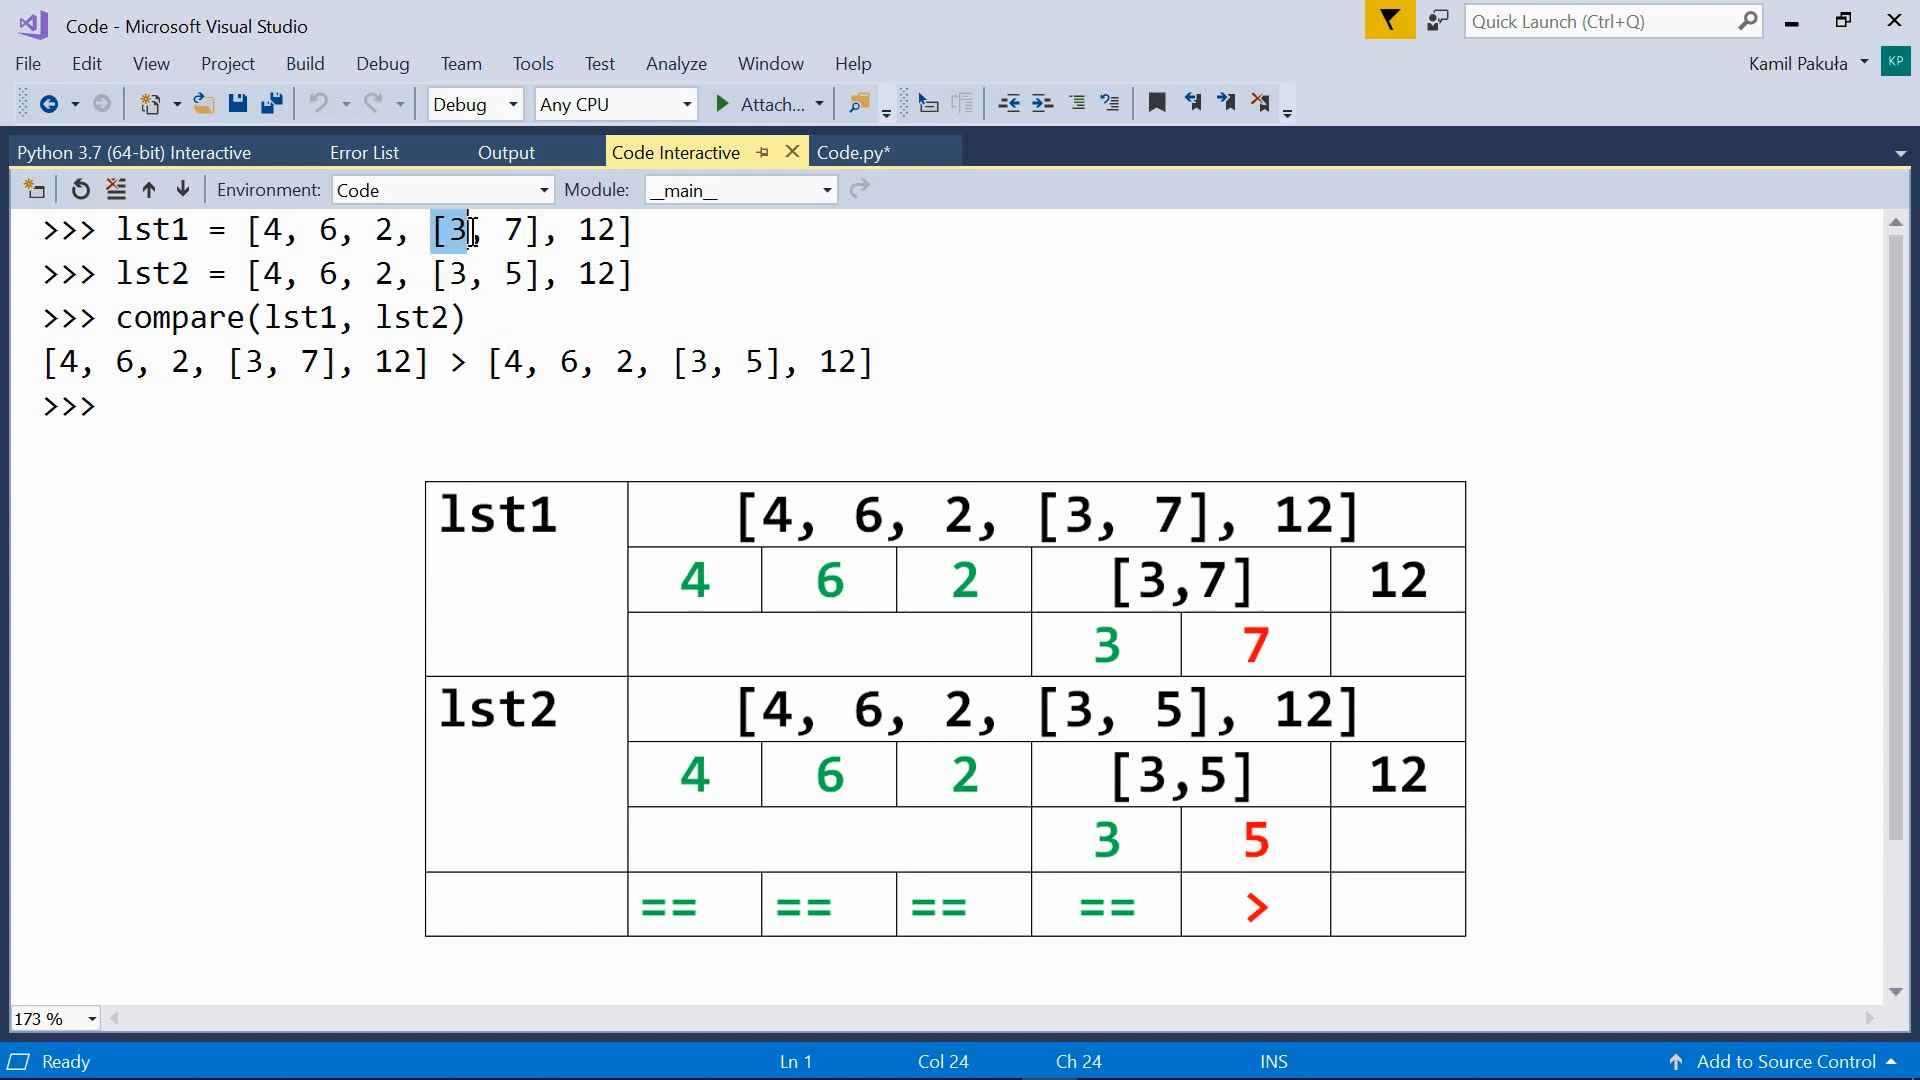 Code - Microsoft Visual Studio
Quick Launch (Ctrl+Q)
File Edit View Project Build Debug Team Tools Test Analyze Window Help
Kamil Pakuła KP
Debug Any CPU Attach...
Python 3.7 (64-bit) Interactive Error List Output Code Interactive Code.py*
Environment: Code Module: __main__
>>> lst1 = [4, 6, 2, [3, 7], 12]
>>> lst2 = [4, 6, 2, [3, 5], 12]
>>> compare(lst1, lst2)
[4, 6, 2, [3, 7], 12] > [4, 6, 2, [3, 5], 12]
>>>
lst1 [4, 6, 2, [3, 7], 12]
4 6 2 [3,7] 12
3 7
lst2 [4, 6, 2, [3, 5], 12]
4 6 2 [3,5] 12
3 5
== == == == >
173 %
Ready Ln 1 Col 24 Ch 24 INS Add to Source Control